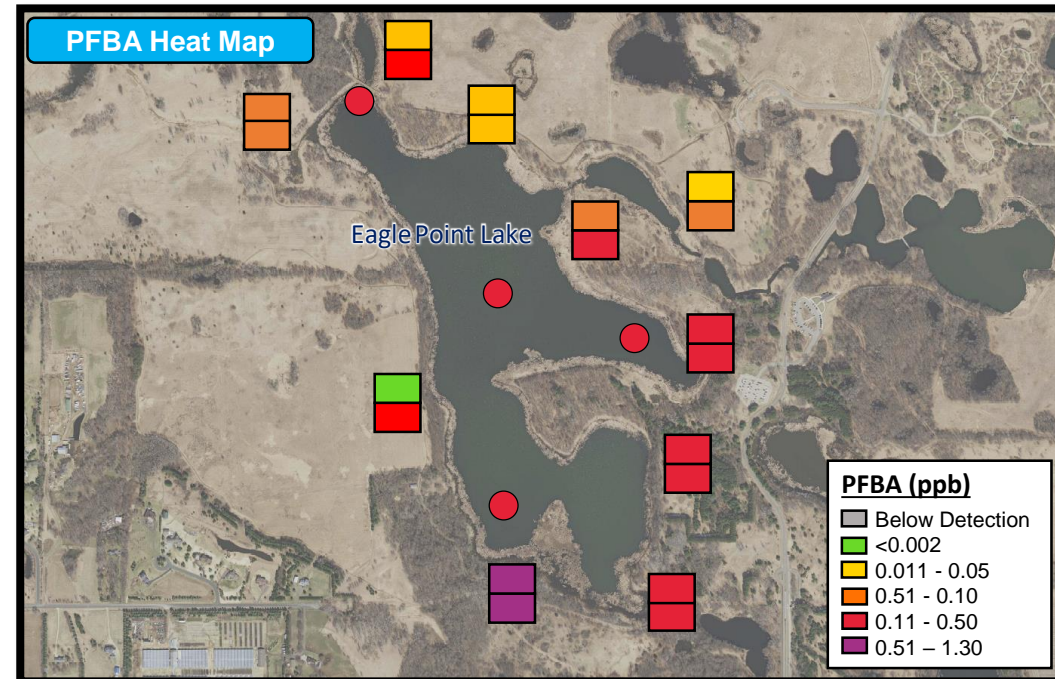 PFBA Heat Map
Eagle Point Lake
PFBA (ppb)
Below Detection
<0.002
0.011 - 0.05
0.51 - 0.10
0.11 - 0.50
0.51 – 1.30